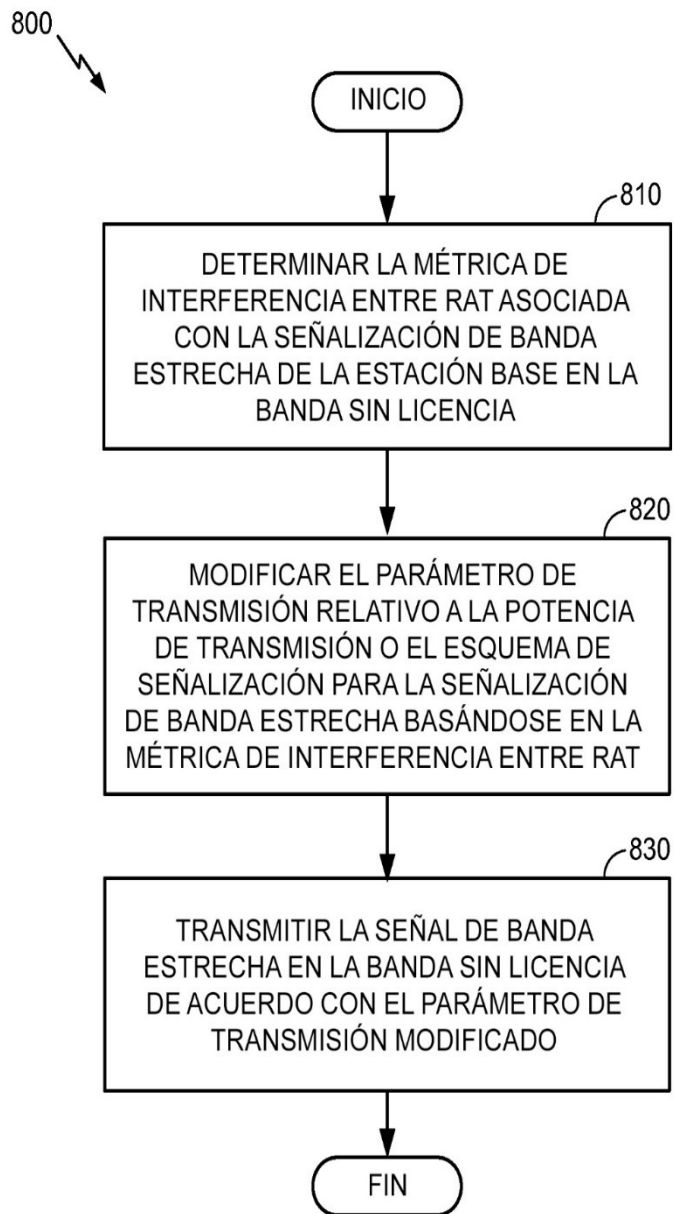 800
INICIO
810
DETERMINAR LA MÉTRICA DE
INTERFERENCIA ENTRE RAT ASOCIADA
CON LA SEÑALIZACIÓN DE BANDA
ESTRECHA DE LA ESTACIÓN BASE EN LA
BANDA SIN LICENCIA
820
MODIFICAR EL PARÁMETRO DE
TRANSMISIÓN RELATIVO A LA POTENCIA
DE TRANSMISIÓN O EL ESQUEMA DE
SEÑALIZACIÓN PARA LA SEÑALIZACIÓN
DE BANDA ESTRECHA BASÁNDOSE EN LA
MÉTRICA DE INTERFERENCIA ENTRE RAT
830
TRANSMITIR LA SEÑAL DE BANDA
ESTRECHA EN LA BANDA SIN LICENCIA
DE ACUERDO CON EL PARÁMETRO DE
TRANSMISIÓN MODIFICADO
FIN